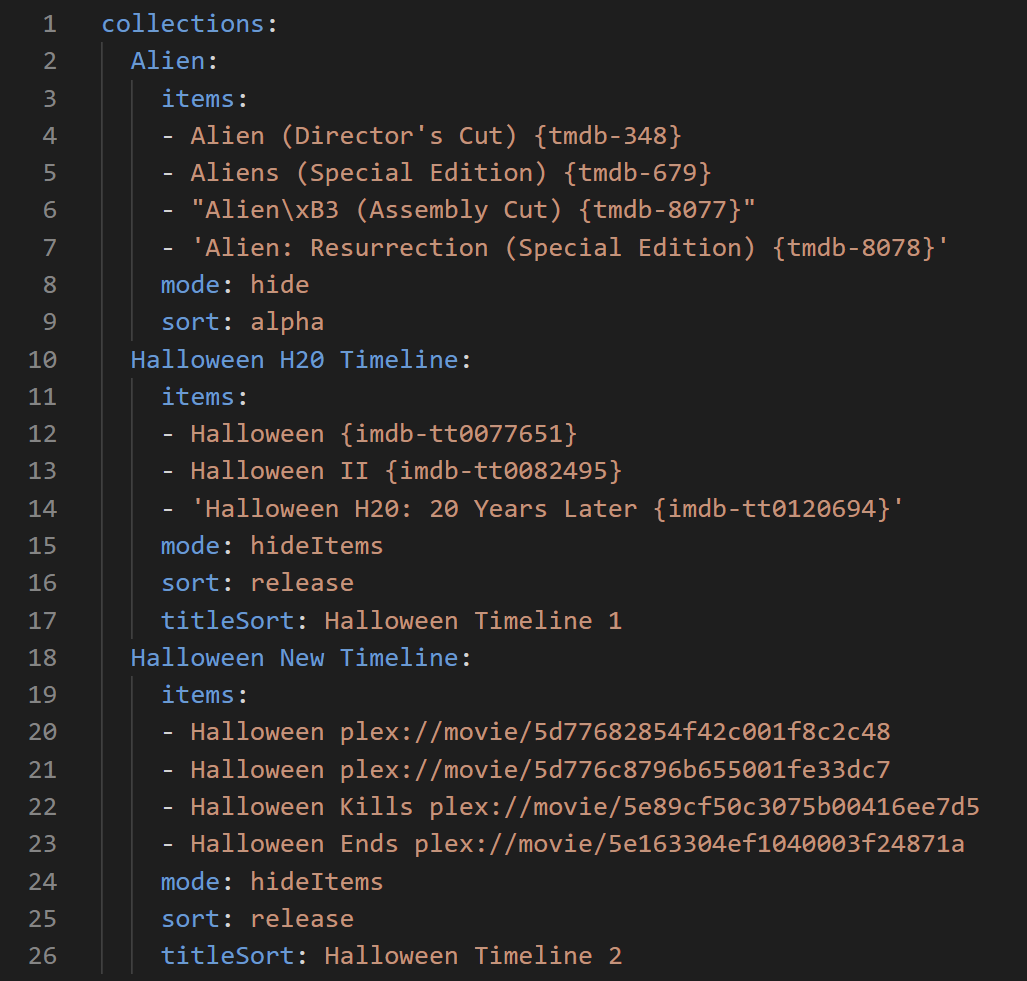 1 collections:
2 Alien:
3 items:
4 - Alien (Director's Cut) {tmdb-348}
5 - Aliens (Special Edition) {tmdb-679}
6 - "Alien\xB3 (Assembly Cut) {tmdb-8077}"
7 - 'Alien: Resurrection (Special Edition) {tmdb-8078}'
8 mode: hide
9 sort: alpha
10 Halloween H20 Timeline:
11 items:
12 - Halloween {imdb-tt0077651}
13 - Halloween II {imdb-tt0082495}
14 - 'Halloween H20: 20 Years Later {imdb-tt0120694}'
15 mode: hideItems
16 sort: release
17 titleSort: Halloween Timeline 1
18 Halloween New Timeline:
19 items:
20 - Halloween plex://movie/5d77682854f42c001f8c2c48
21 - Halloween plex://movie/5d776c8796b655001fe33dc7
22 - Halloween Kills plex://movie/5e89cf50c3075b00416ee7d5
23 - Halloween Ends plex://movie/5e163304ef1040003f24871a
24 mode: hideItems
25 sort: release
26 titleSort: Halloween Timeline 2